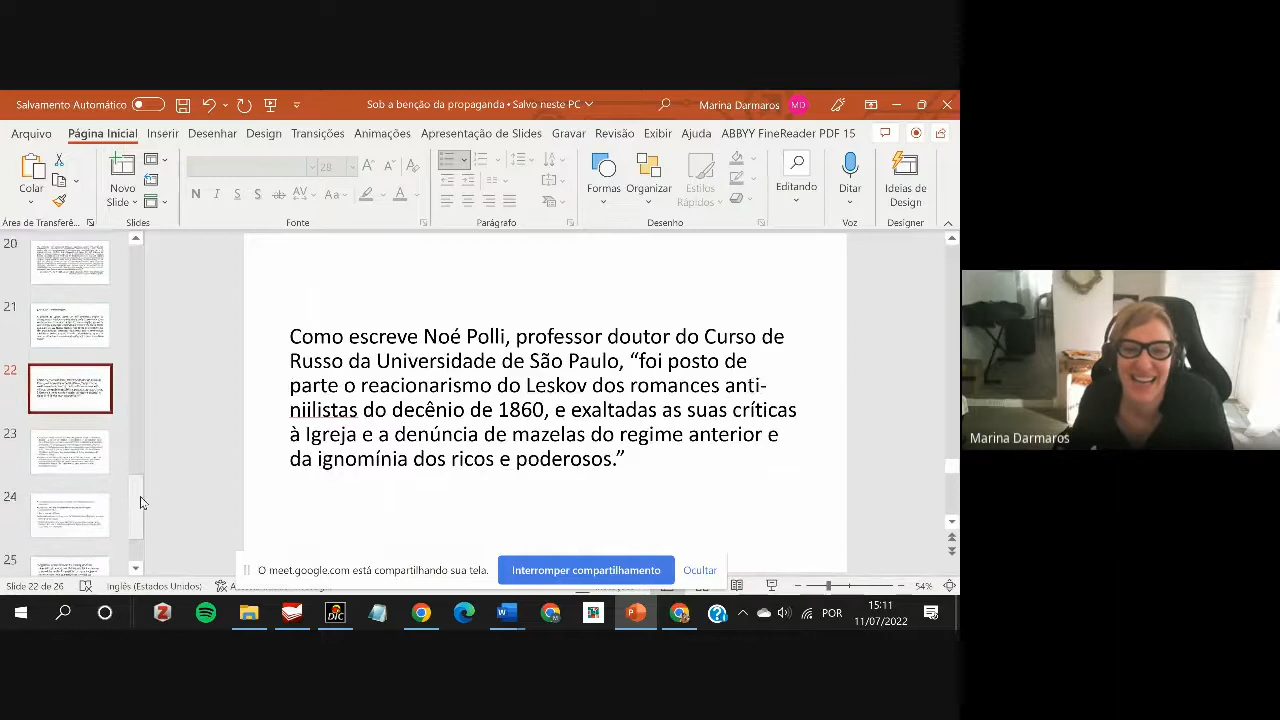 Salvamento Automático
Sob a benção da propaganda • Salvo neste PC
Marina Darmaros MD
Arquivo Página Inicial Inserir Desenhar Design Transições Animações Apresentação de Slides Gravar Revisão Exibir Ajuda ABBYY FineReader PDF 15
28
Colar Novo Slide Formas Organizar Estilos Rápidos Editando Ditar Ideias de Design
N I S S ab AV Aa A
Área de Transferê... Slides Fonte Parágrafo Desenho Voz Designer
20
21
22
23
24
25
Como escreve Noé Polli, professor doutor do Curso de
Russo da Universidade de São Paulo, “foi posto de
parte o reacionarismo do Leskov dos romances anti-
niilistas do decênio de 1860, e exaltadas as suas críticas
à Igreja e a denúncia de mazelas do regime anterior e
da ignomínia dos ricos e poderosos.”
Marina Darmaros
O meet.google.com está compartilhando sua tela. Interromper compartilhamento Ocultar
Slide 22 de 26 Inglês (Estados Unidos) 54%
POR 15:11
11/07/2022